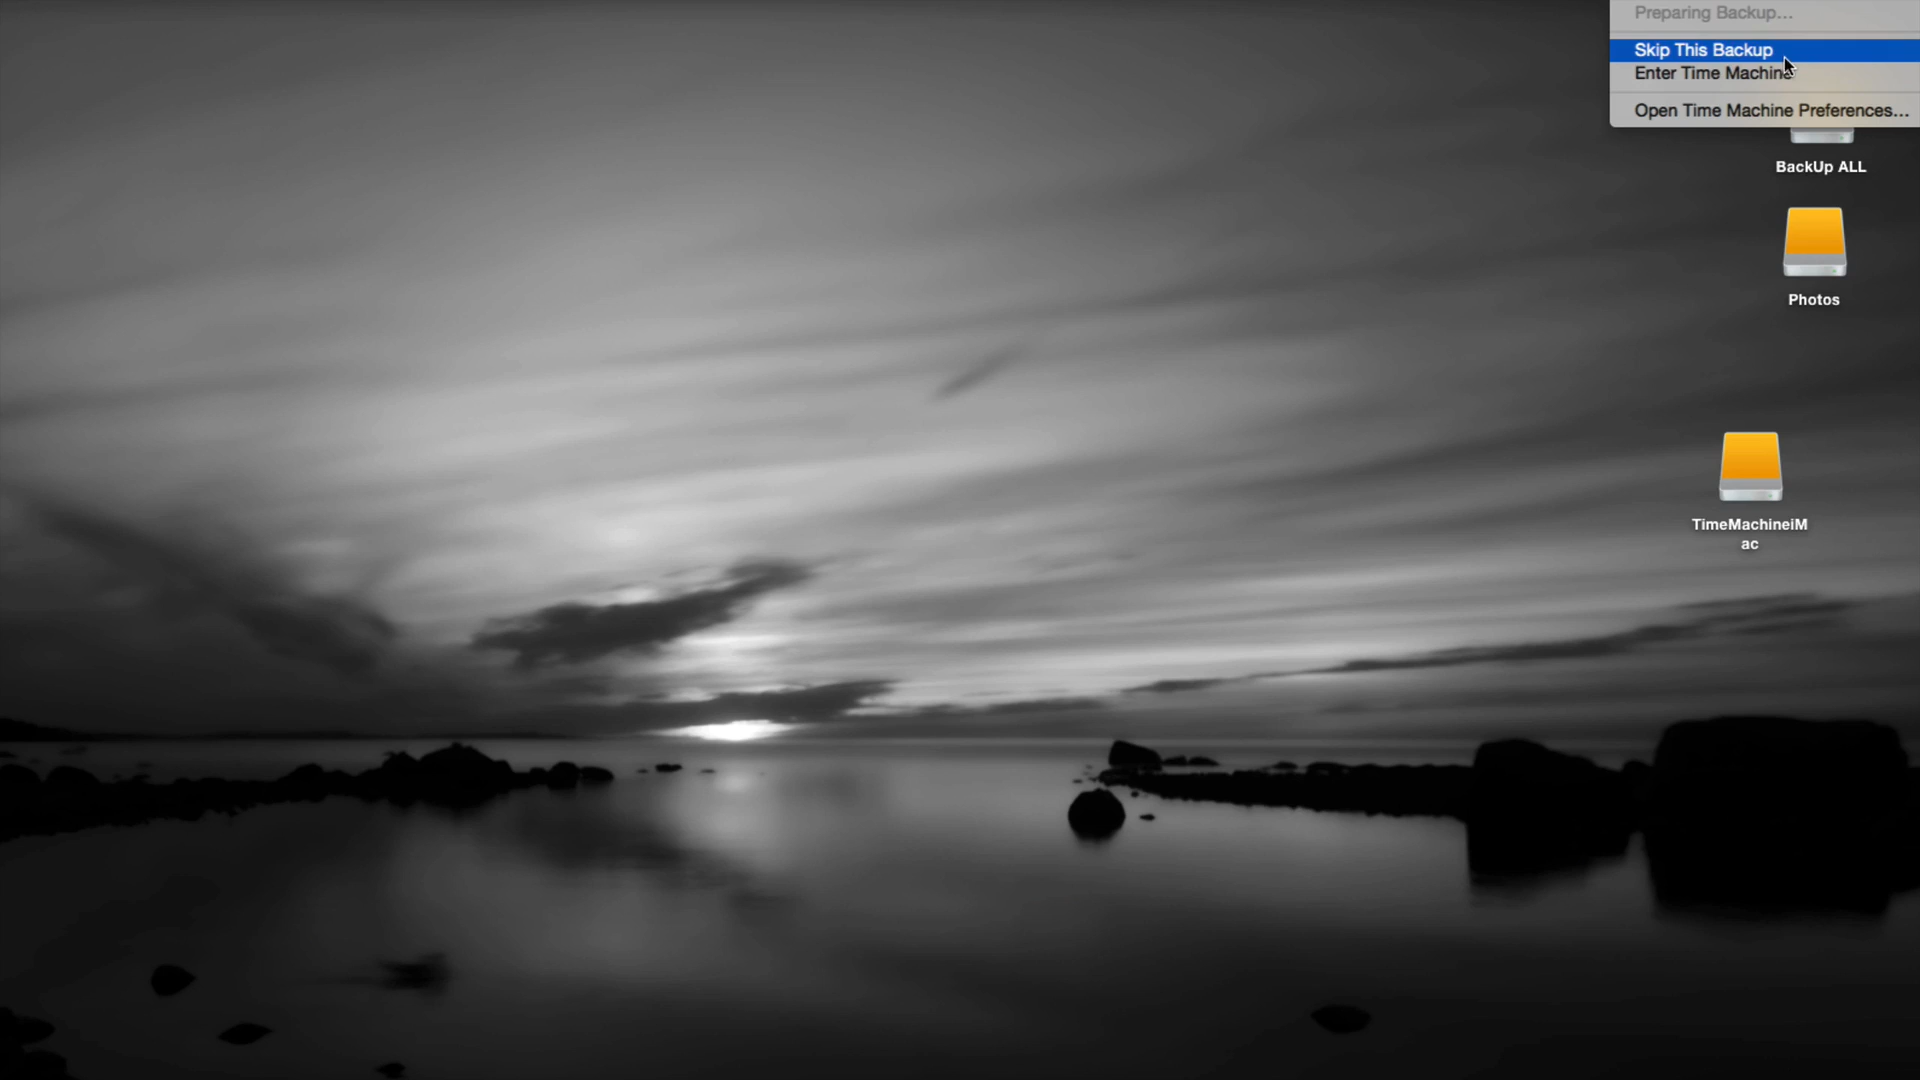 Preparing Backup...
Skip This Backup
Enter Time Machine
Open Time Machine Preferences...
BackUp ALL
Photos
TimeMachineiM
ac